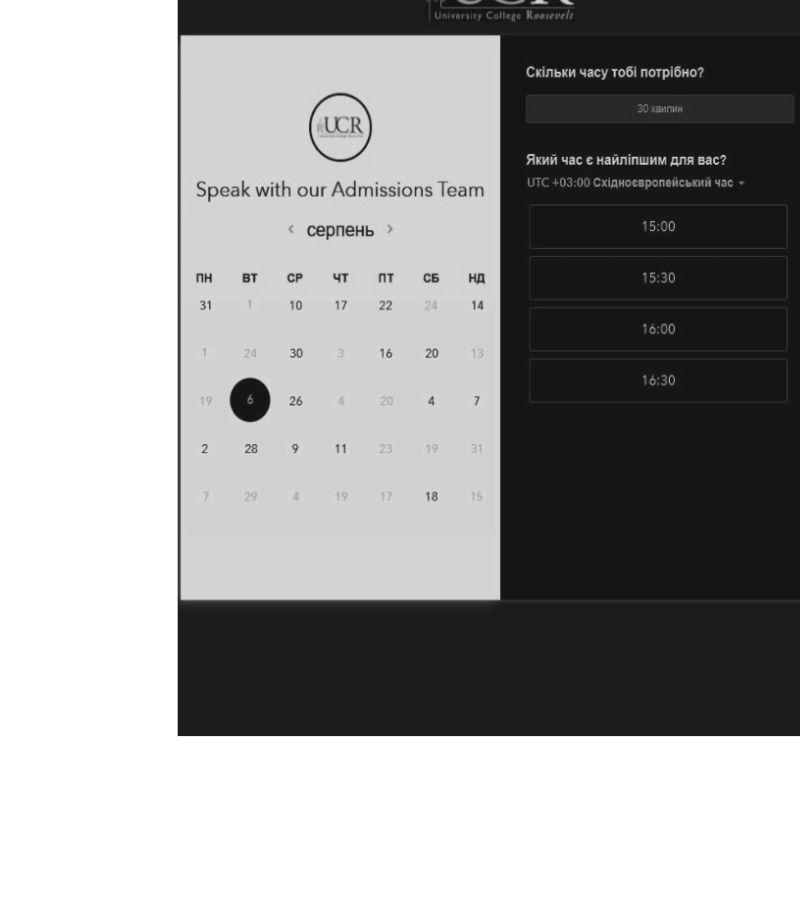 UCR
University College Roosevelt
UCR
Speak with our Admissions Team
< серпень >
ПН ВТ СР ЧТ ПТ СБ НД
31 1 10 17 22 24 14
1 24 30 3 16 20 13
19 6 26 4 20 4 7
2 28 9 11 23 19 31
7 29 4 19 17 18 15
Скільки часу тобі потрібно?
30 хвилин
Який час є найліпшим для вас?
UTC +03:00 Східноєвропейський час
15:00
15:30
16:00
16:30